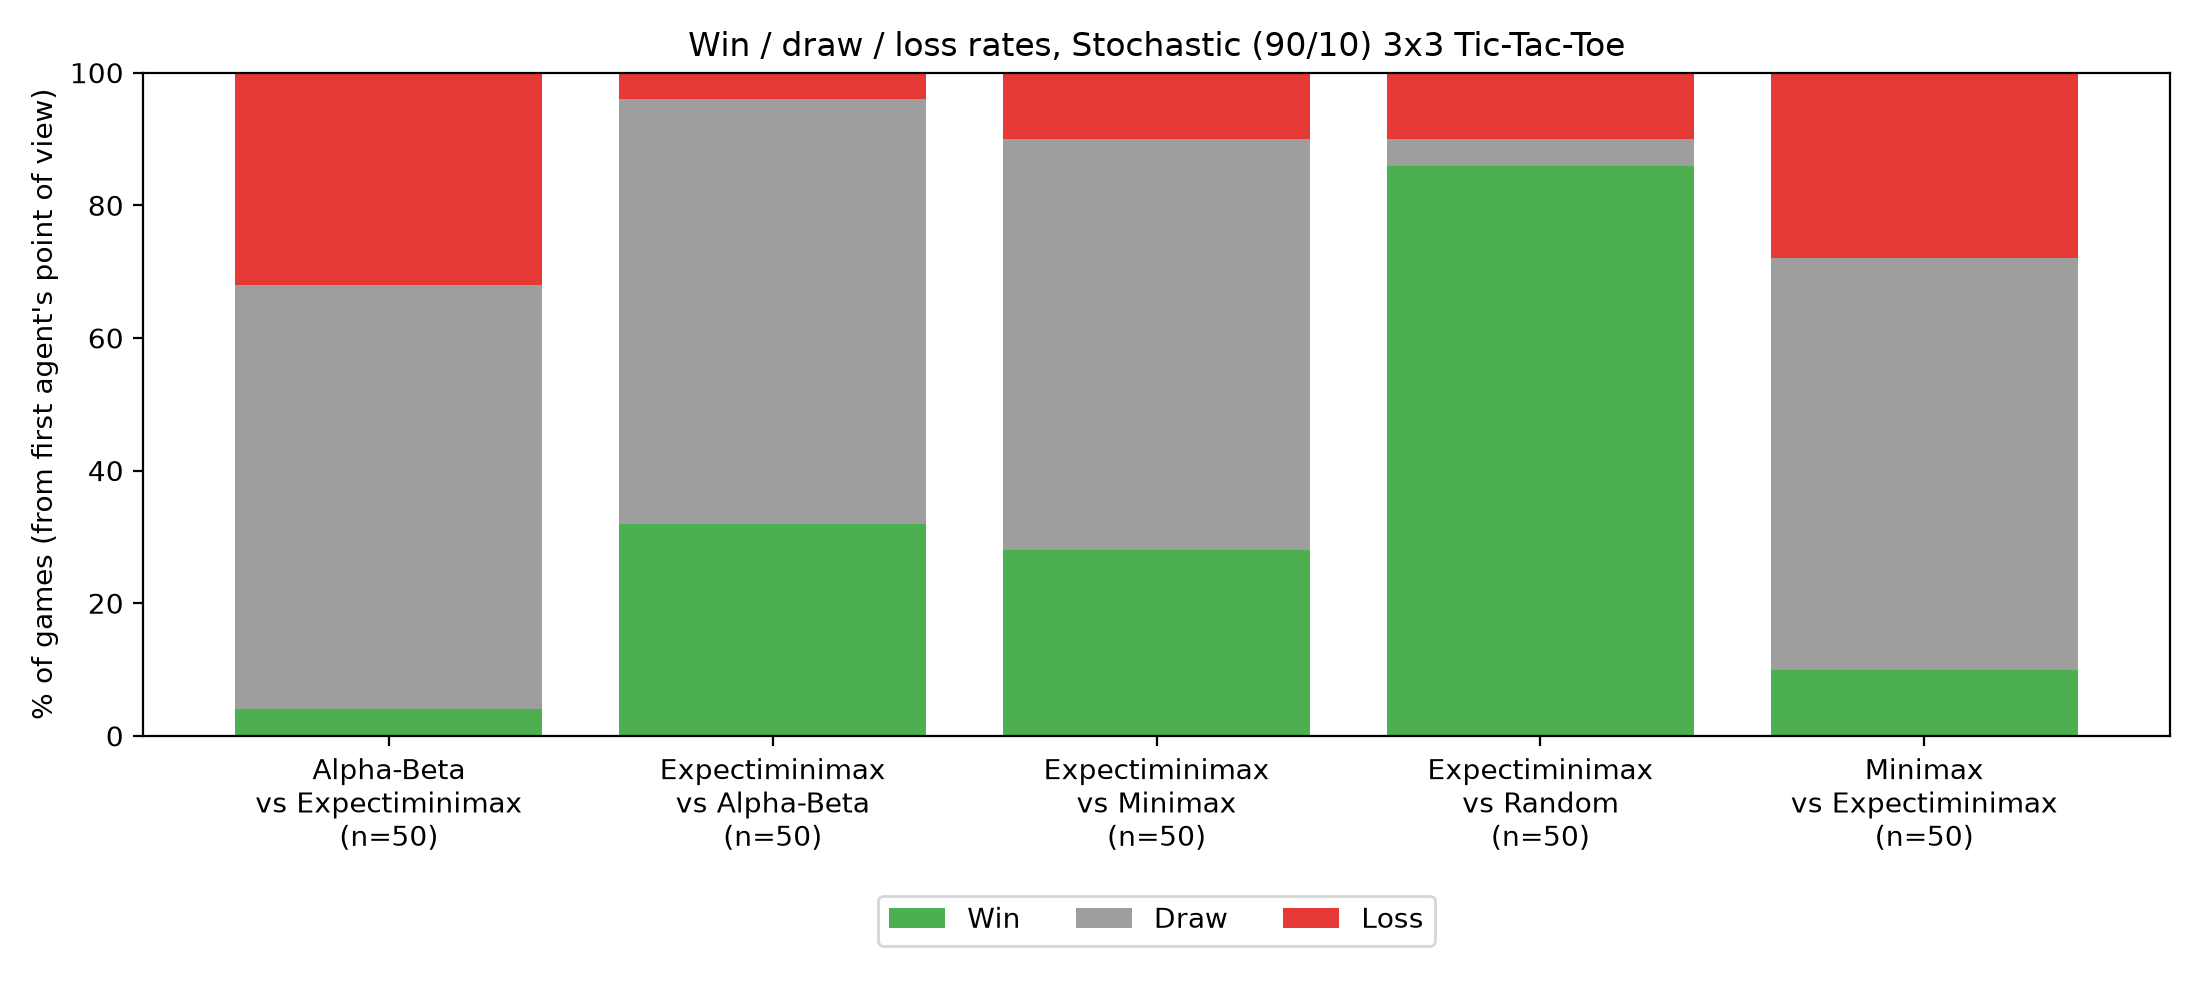 Win / draw / loss rates, Stochastic (90/10) 3x3 Tic-Tac-Toe
% of games (from first agent's point of view)
100
80
60
40
20
0
Alpha-Beta
vs Expectiminimax
(n=50)
Expectiminimax
vs Alpha-Beta
(n=50)
Expectiminimax
vs Minimax
(n=50)
Expectiminimax
vs Random
(n=50)
Minimax
vs Expectiminimax
(n=50)
Win
Draw
Loss